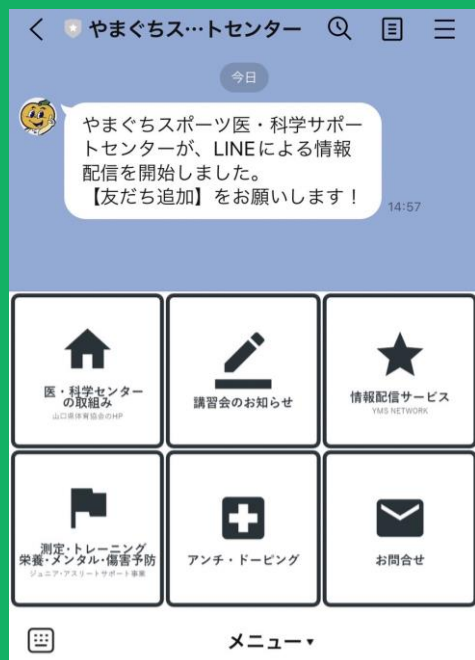 やまぐちス…トセンター
今日
やまぐちスポーツ医・科学サポー
トセンターが、LINEによる情報
配信を開始しました。
【友だち追加】をお願いします！
14:57
医・科学センター
の取組み
山口県体育協会のHP
講習会のお知らせ
情報配信サービス
YMS NETWORK
測定・トレーニング
栄養・メンタル・傷害予防
ジュニア・アスリートサポート事業
アンチ・ドーピング
お問合せ
メニュー▾